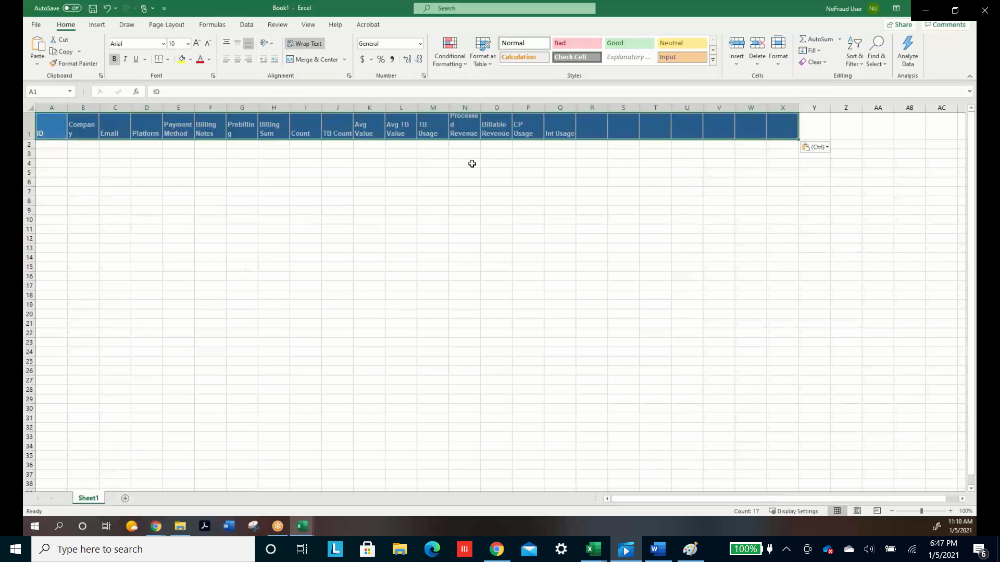 AutoSave Off Book1 - Excel Search NoFraud User NU
File Home Insert Draw Page Layout Formulas Data Review View Help Acrobat Share Comments
Paste Cut Copy Format Painter Clipboard
Arial 10 A A B I U A Font
ab Wrap Text Merge & Center Alignment
General $ % Number
Conditional Formatting Format as Table
Normal Bad Good Neutral
Calculation Check Cell Explanatory ... Input
Styles
Insert Delete Format Cells
AutoSum Fill Clear Sort & Filter Find & Select Editing
Analyze Data Analysis
A1 fx ID
A B C D E F G H I J K L M N O P Q R S T U V W X Y Z AA AB AC
1 ID Company Email Platform Payment Method Billing Notes Prebilling Billing Sum Count TB Count Avg Value Avg TB Value TB Usage Processed Revenue Billable Revenue CP Usage Int Usage
(Ctrl)
2
3
4
5
6
7
8
9
10
11
12
13
14
15
16
17
18
19
20
21
22
23
24
25
26
27
28
29
30
31
32
33
34
35
36
37
38
Sheet1
Ready Count: 17 Display Settings 100%
11:10 AM
1/5/2021
Type here to search L 100% 6:47 PM
1/5/2021 6